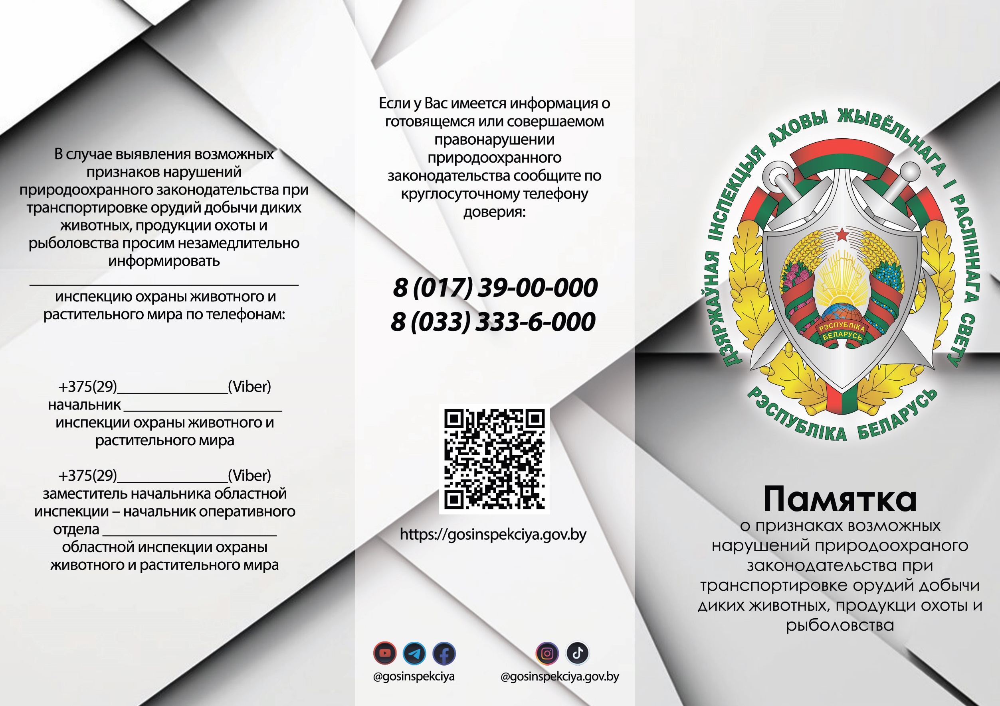 В случае выявления возможных
признаков нарушений
природоохранного законодательства при
транспортировке орудий добычи диких
животных, продукции охоты и
рыболовства просим незамедлительно
информировать
__________________________________
инспекцию охраны животного и
растительного мира по телефонам:
+375(29)______________(Viber)
начальник ____________________
инспекции охраны животного и
растительного мира
+375(29)______________(Viber)
заместитель начальника областной
инспекции – начальник оперативного
отдела ______________________
областной инспекции охраны
животного и растительного мира
Если у Вас имеется информация о
готовящемся или совершаемом
правонарушении
природоохранного
законодательства сообщите по
круглосуточному телефону
доверия:
8 (017) 39-00-000
8 (033) 333-6-000
https://gosinspekciya.gov.by
@gosinspekciya
@gosinspekciya.gov.by
ДЗЯРЖАЎНАЯ ІНСПЕКЦЫЯ АХОВЫ ЖЫВЁЛЬНАГА І РАСЛІННАГА СВЕТУ
РЭСПУБЛІКА
БЕЛАРУСЬ
РЭСПУБЛІКА БЕЛАРУСЬ
Памятка
о признаках возможных
нарушений природоохраного
законодательства при
транспортировке орудий добычи
диких животных, продукци охоты и
рыболовства